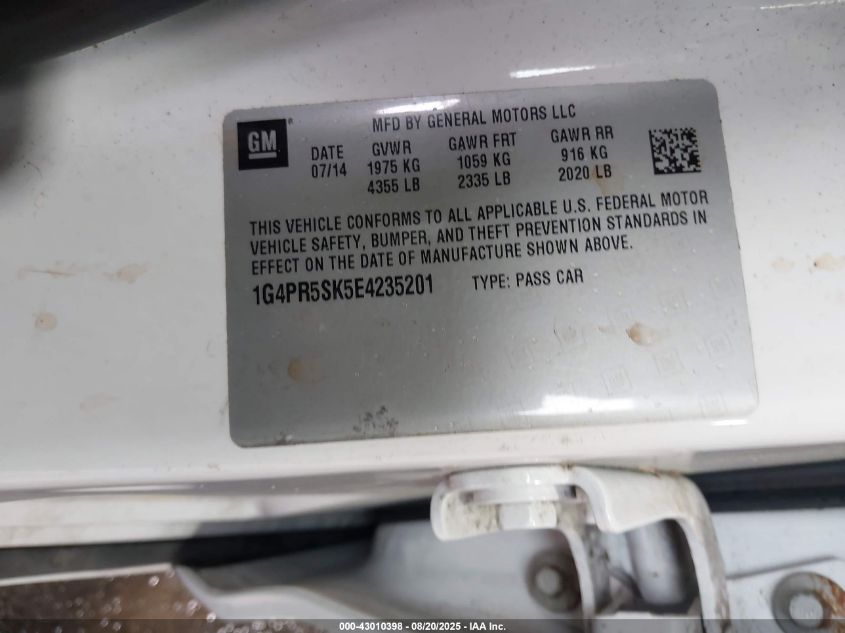 GM
MFD BY GENERAL MOTORS LLC
DATE GVWR GAWR FRT GAWR RR
07/14 1975 KG 1059 KG 916 KG
4355 LB 2335 LB 2020 LB
THIS VEHICLE CONFORMS TO ALL APPLICABLE U.S. FEDERAL MOTOR
VEHICLE SAFETY, BUMPER, AND THEFT PREVENTION STANDARDS IN
EFFECT ON THE DATE OF MANUFACTURE SHOWN ABOVE.
1G4PR5SK5E4235201 TYPE: PASS CAR
000-43010398 - 08/20/2025 - IAA Inc.